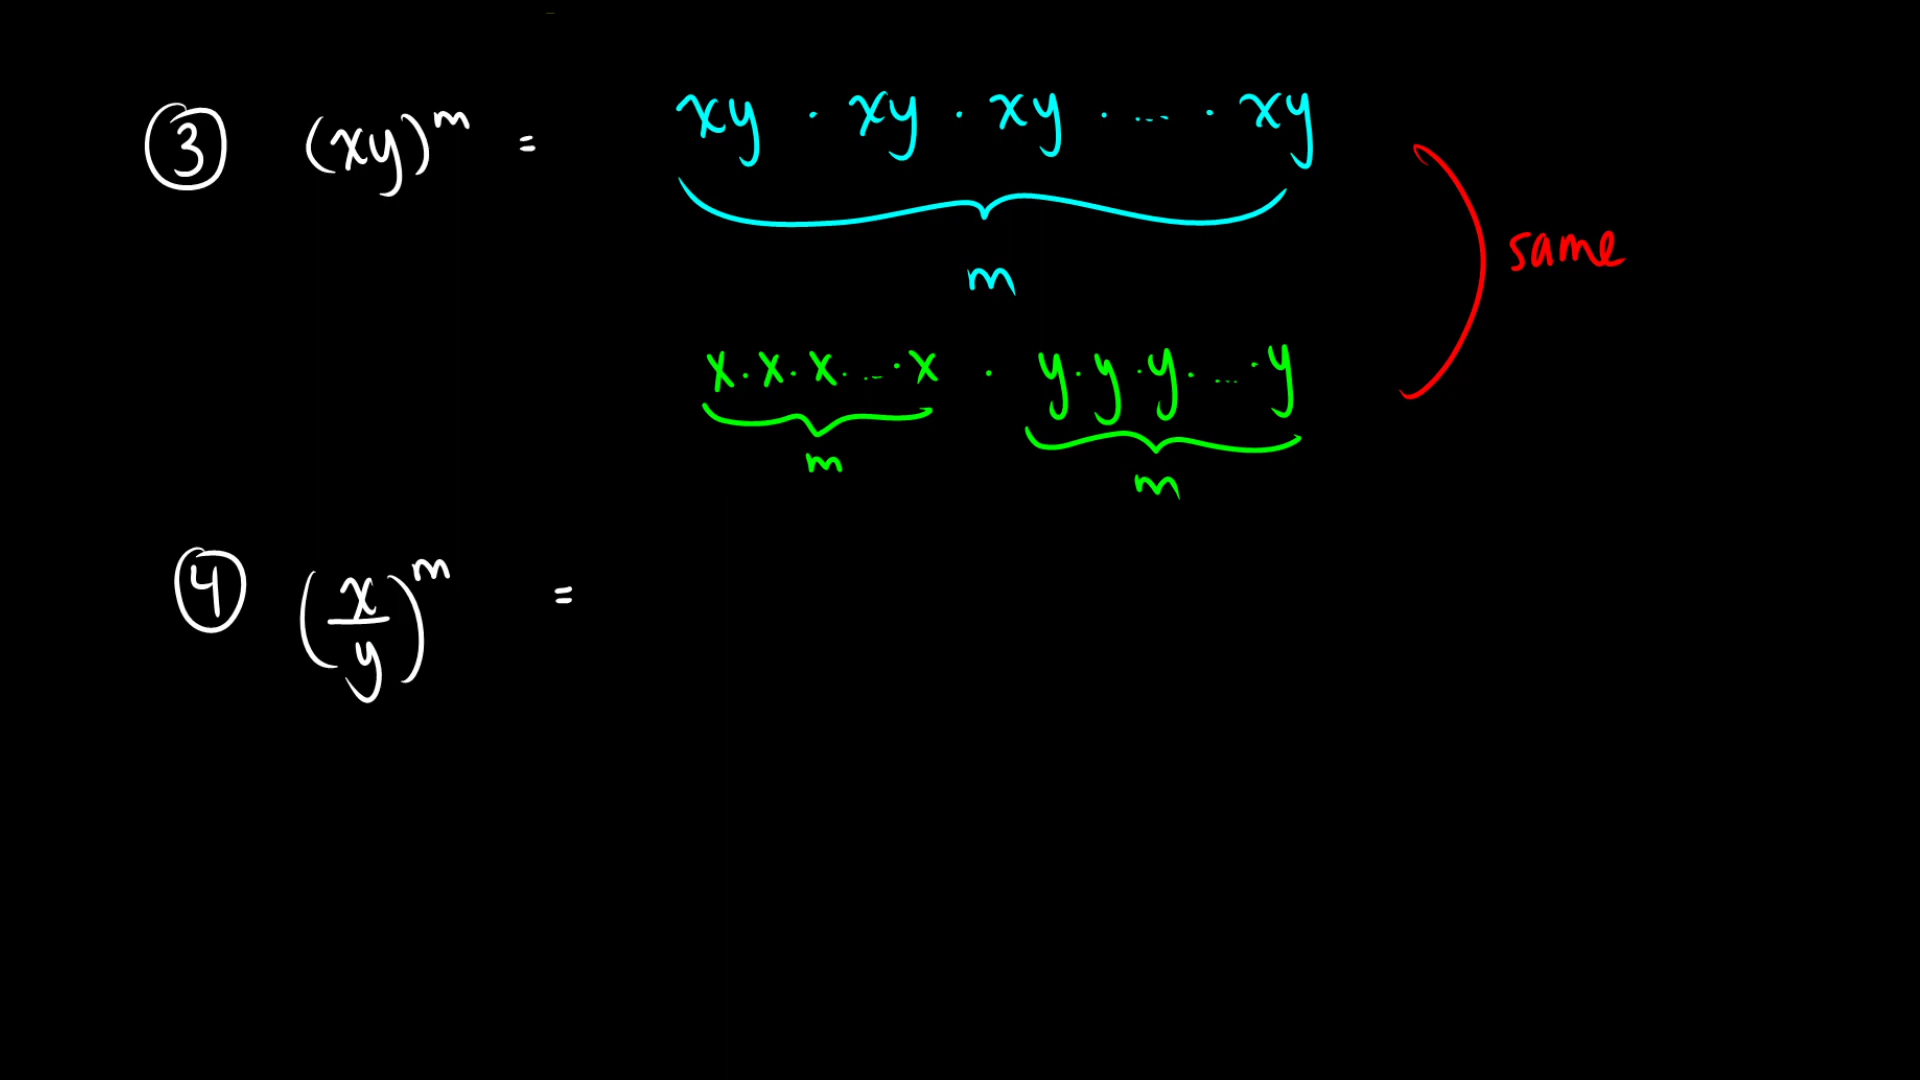 ③ (xy)^m = xy · xy · xy · ... · xy
m
same
x·x·x·...·x · y·y·y·...·y
m m
④ (x/y)^m =